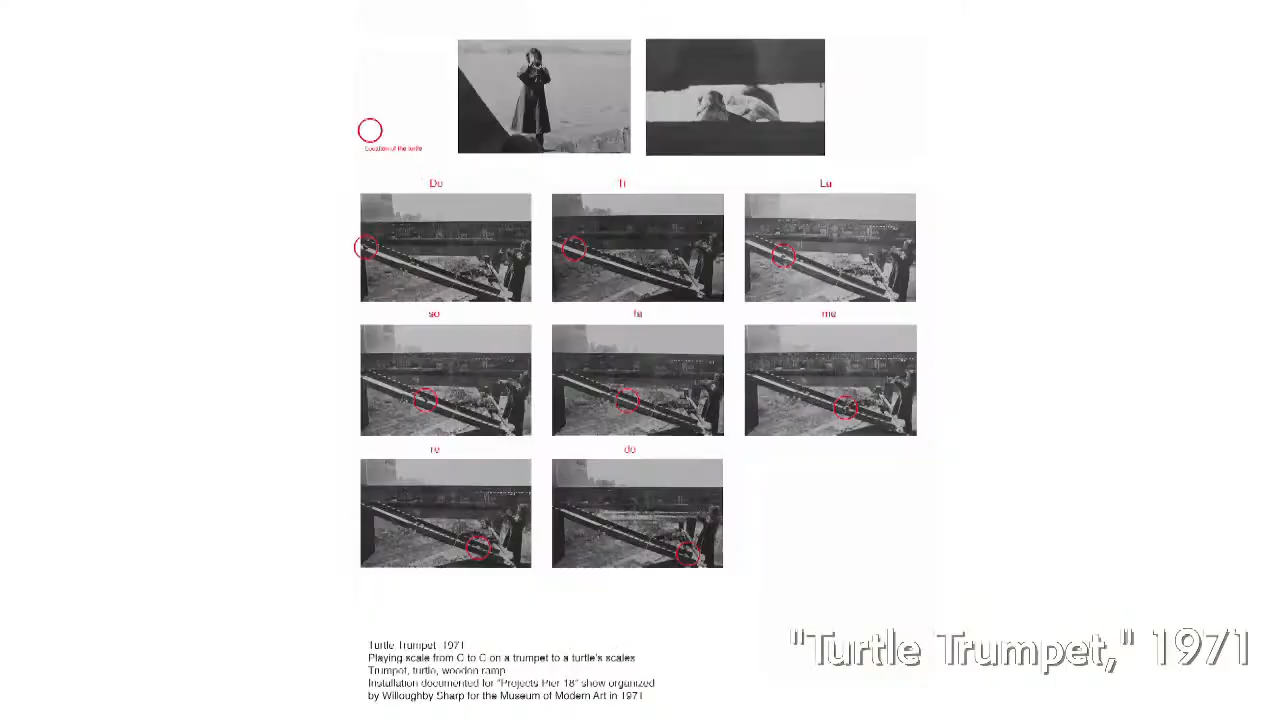 Location of the turtle
Do
Ti
La
so
fa
me
re
do
Turtle Trumpet 1971
Playing scale from C to C on a trumpet to a turtle's scales
Trumpet, turtle, wooden ramp
Installation documented for "Projects Pier 18" show organized
by Willoughby Sharp for the Museum of Modern Art in 1971
"Turtle Trumpet," 1971